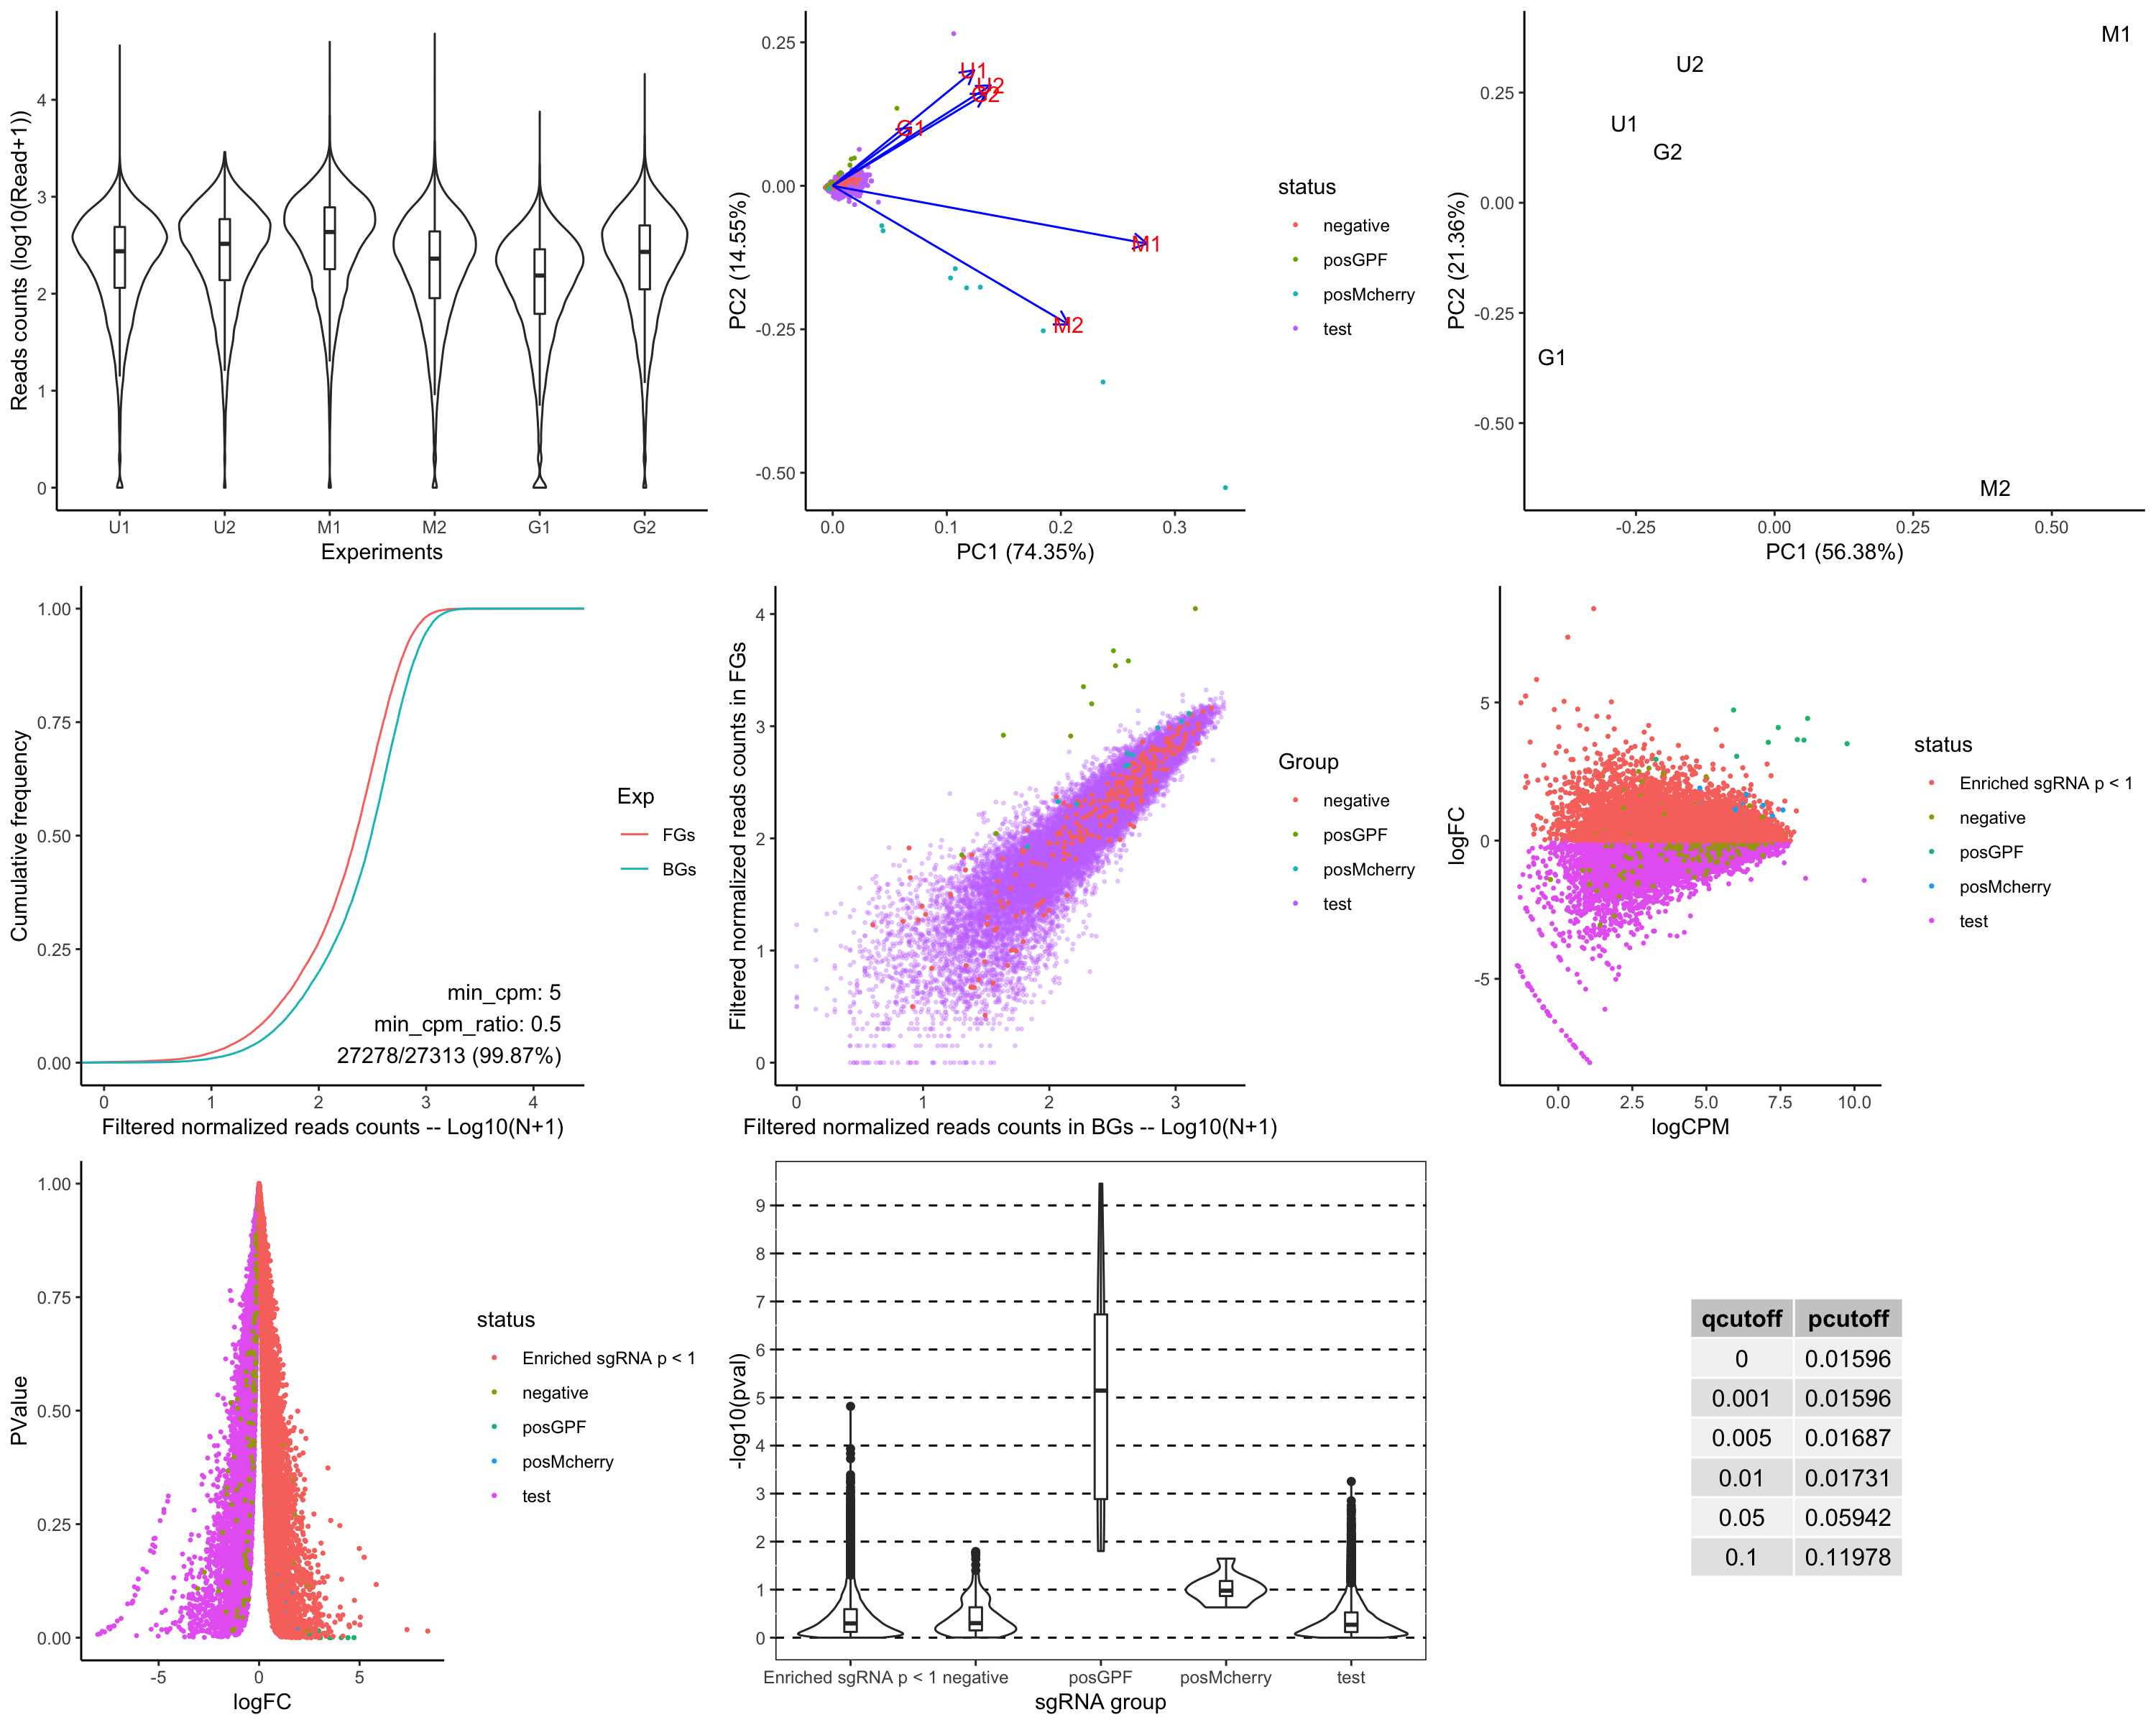 Reads counts (log10(Read+1))
4
3
2
1
0
U1 U2 M1 M2 G1 G2
Experiments
PC2 (14.55%)
0.25
0.00
-0.25
-0.50
U1
U2
G2
G1
M1
M2
0.0 0.1 0.2 0.3
PC1 (74.35%)
status
negative
posGPF
posMcherry
test
PC2 (21.36%)
0.25
0.00
-0.25
-0.50
M1
U2
U1
G2
G1
M2
-0.25 0.00 0.25 0.50
PC1 (56.38%)
Cumulative frequency
1.00
0.75
0.50
0.25
0.00
min_cpm: 5
min_cpm_ratio: 0.5
27278/27313 (99.87%)
0 1 2 3 4
Filtered normalized reads counts -- Log10(N+1)
Exp
FGs
BGs
Filtered normalized reads counts in FGs
4
3
2
1
0
0 1 2 3
Filtered normalized reads counts in BGs -- Log10(N+1)
Group
negative
posGPF
posMcherry
test
logFC
5
0
-5
0.0 2.5 5.0 7.5 10.0
logCPM
status
Enriched sgRNA p < 1
negative
posGPF
posMcherry
test
PValue
1.00
0.75
0.50
0.25
0.00
-5 0 5
logFC
status
Enriched sgRNA p < 1
negative
posGPF
posMcherry
test
-log10(pval)
9
8
7
6
5
4
3
2
1
0
Enriched sgRNA p < 1 negative posGPF posMcherry test
sgRNA group
qcutoff pcutoff
0 0.01596
0.001 0.01596
0.005 0.01687
0.01 0.01731
0.05 0.05942
0.1 0.11978